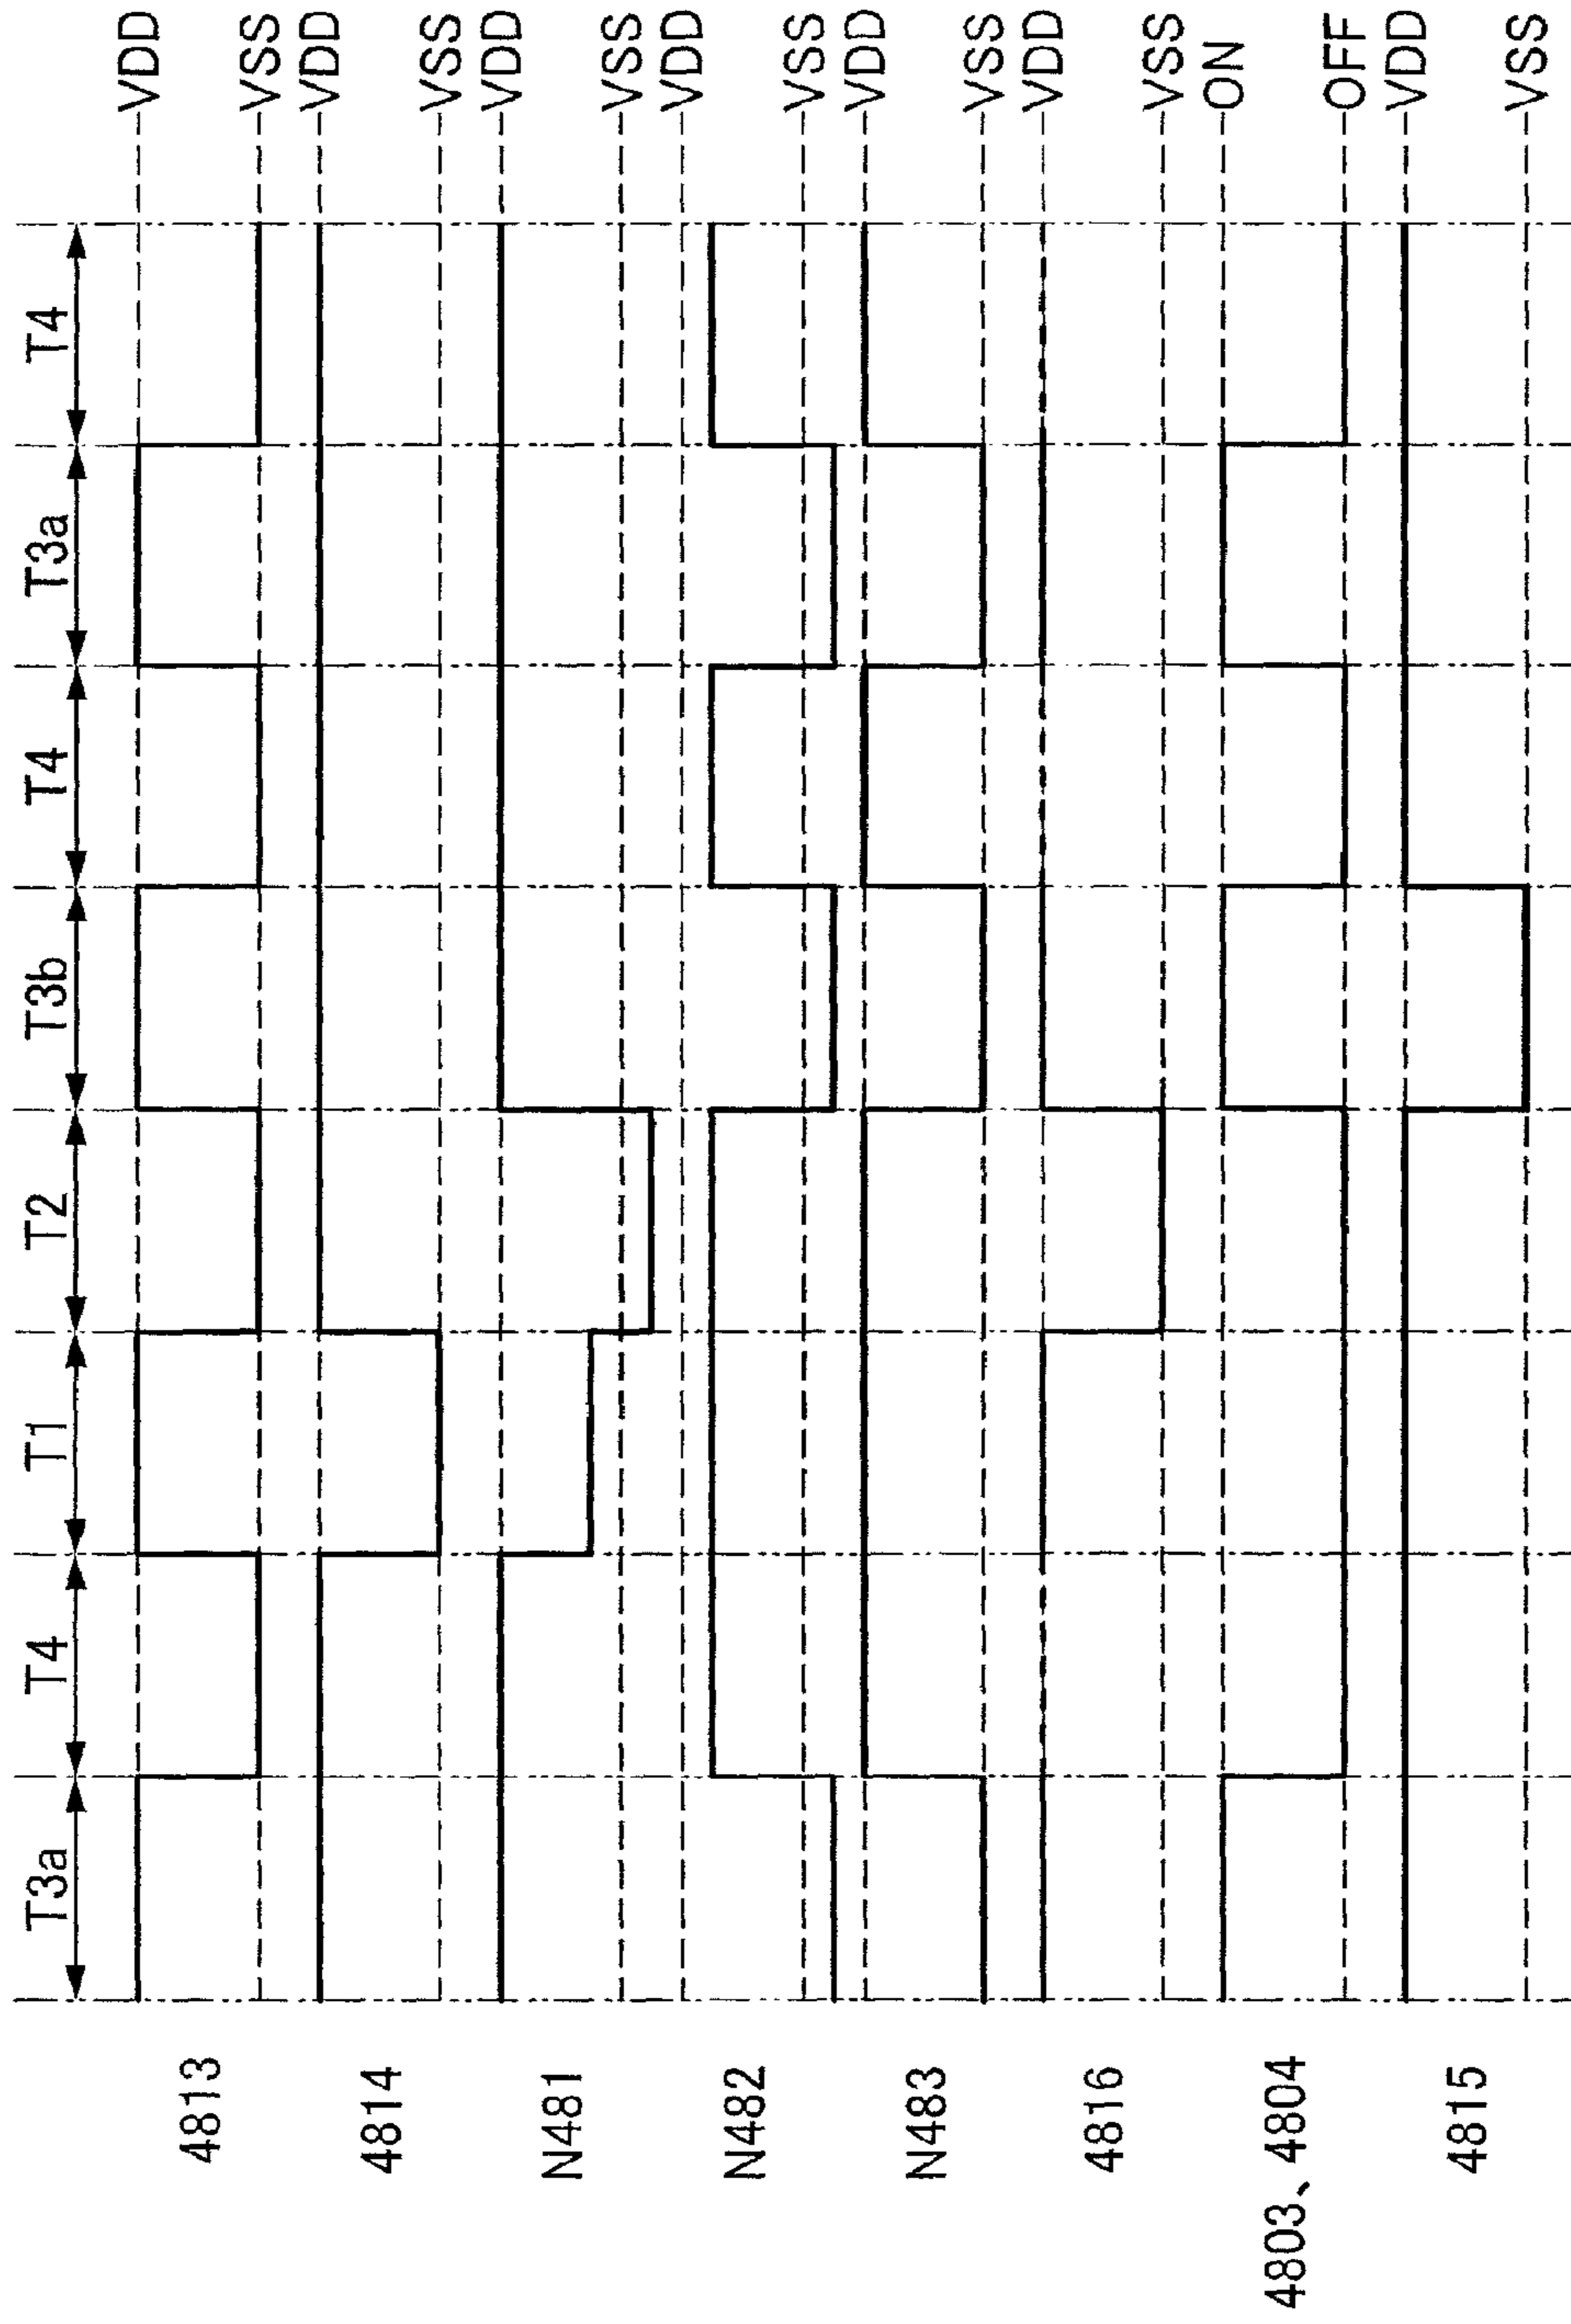 T3a T4 T1 T2 T3b T4 T3a T4
4813 VDD
VSS
4814 VDD
VSS
N481 VDD
VSS
N482 VDD
VSS
N483 VDD
VSS
4816 VDD
VSS
4803、4804 ON
OFF
4815 VDD
VSS